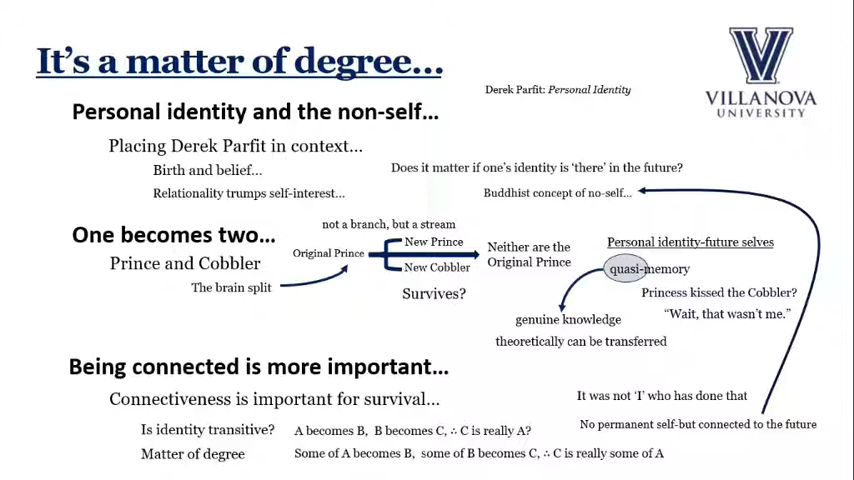 It's a matter of degree...
Derek Parfit: Personal Identity
VILLANOVA
UNIVERSITY
Personal identity and the non-self...
Placing Derek Parfit in context...
Birth and belief...
Does it matter if one's identity is 'there' in the future?
Relationality trumps self-interest...
Buddhist concept of no-self...
One becomes two...
not a branch, but a stream
Prince and Cobbler
The brain split
Original Prince
New Prince
New Cobbler
Neither are the
Original Prince
Survives?
Personal identity-future selves
quasi-memory
Princess kissed the Cobbler?
"Wait, that wasn't me."
genuine knowledge
theoretically can be transferred
Being connected is more important...
Connectiveness is important for survival...
It was not 'I' who has done that
No permanent self-but connected to the future
Is identity transitive?
A becomes B, B becomes C, ∴ C is really A?
Matter of degree
Some of A becomes B, some of B becomes C, ∴ C is really some of A